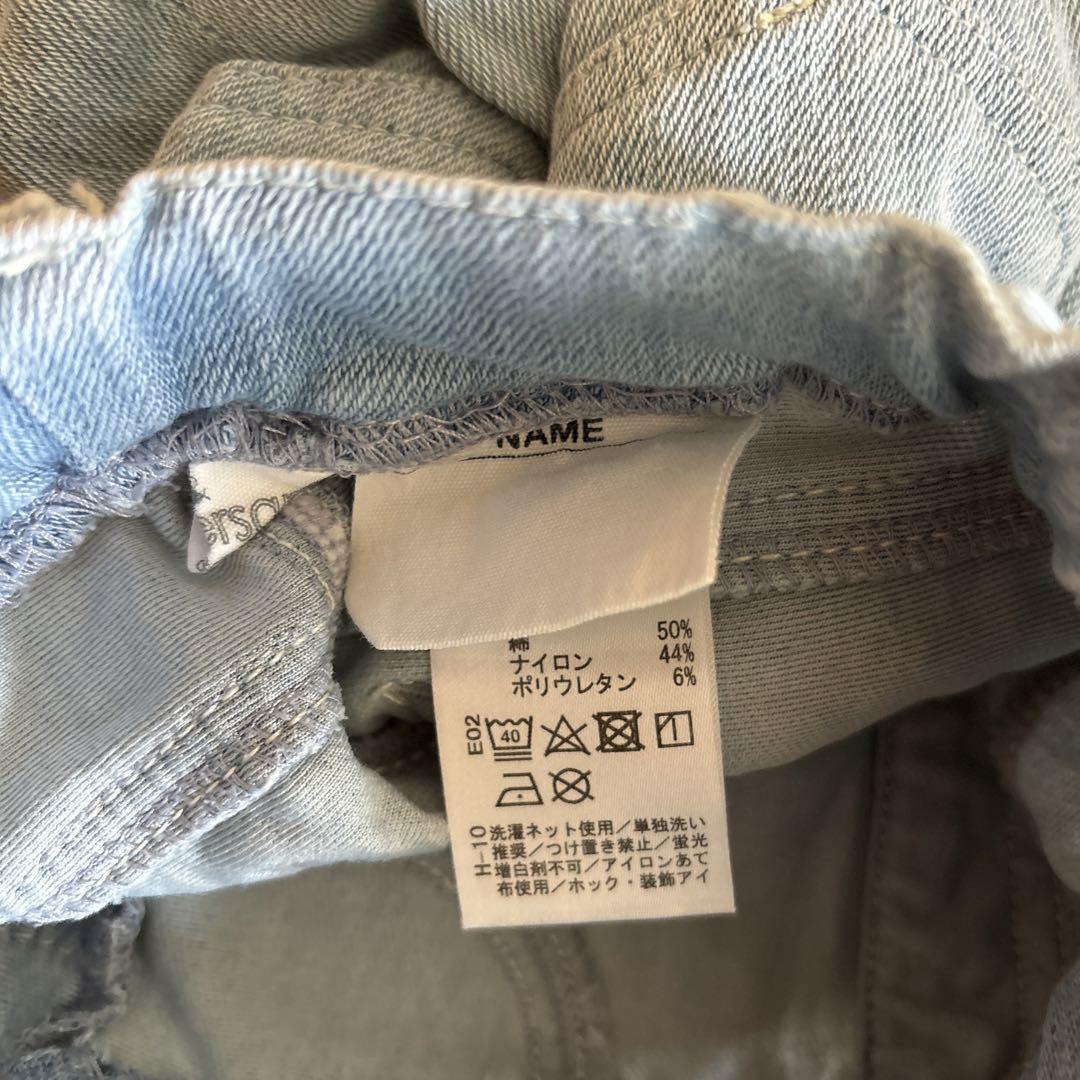 NAME
綿 50%
ナイロン 44%
ポリウレタン 6%
E02 40
H-10 洗濯ネット使用/単独洗い
推奨/つけ置き禁止/蛍光
増白剤不可/アイロンあて
布使用/ホック・装飾アイ